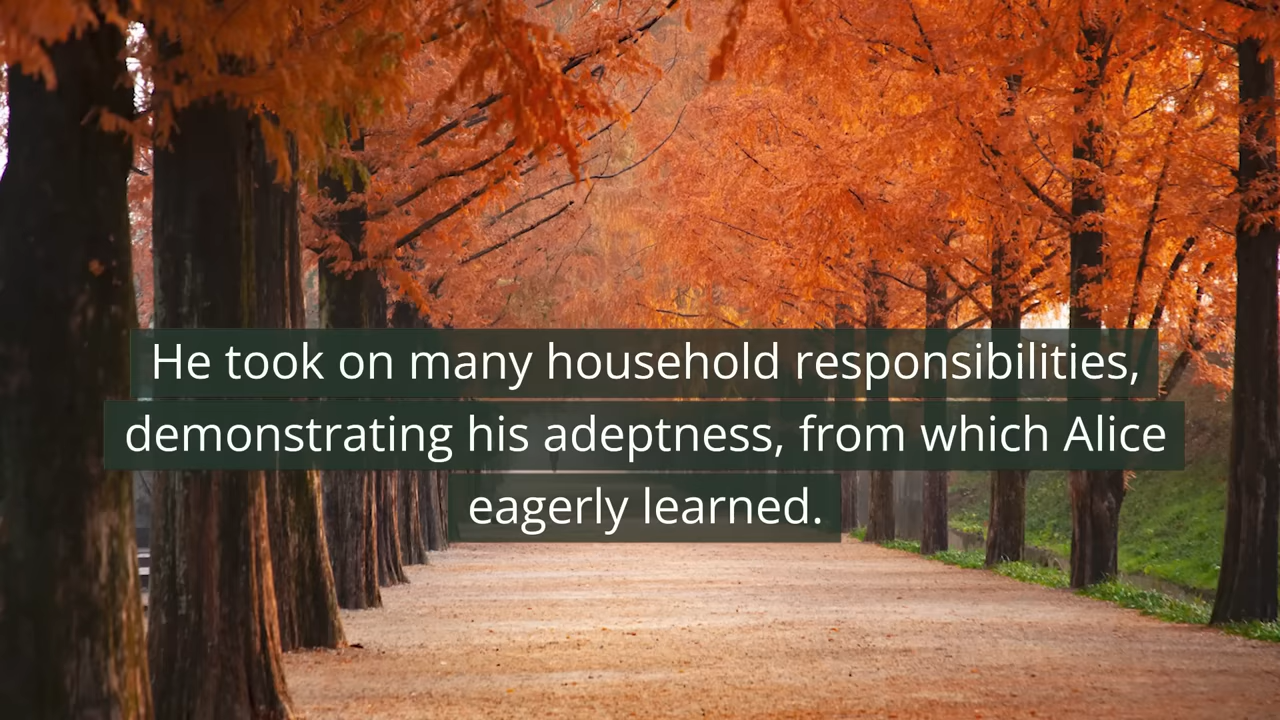 He took on many household responsibilities,
demonstrating his adeptness, from which Alice
eagerly learned.